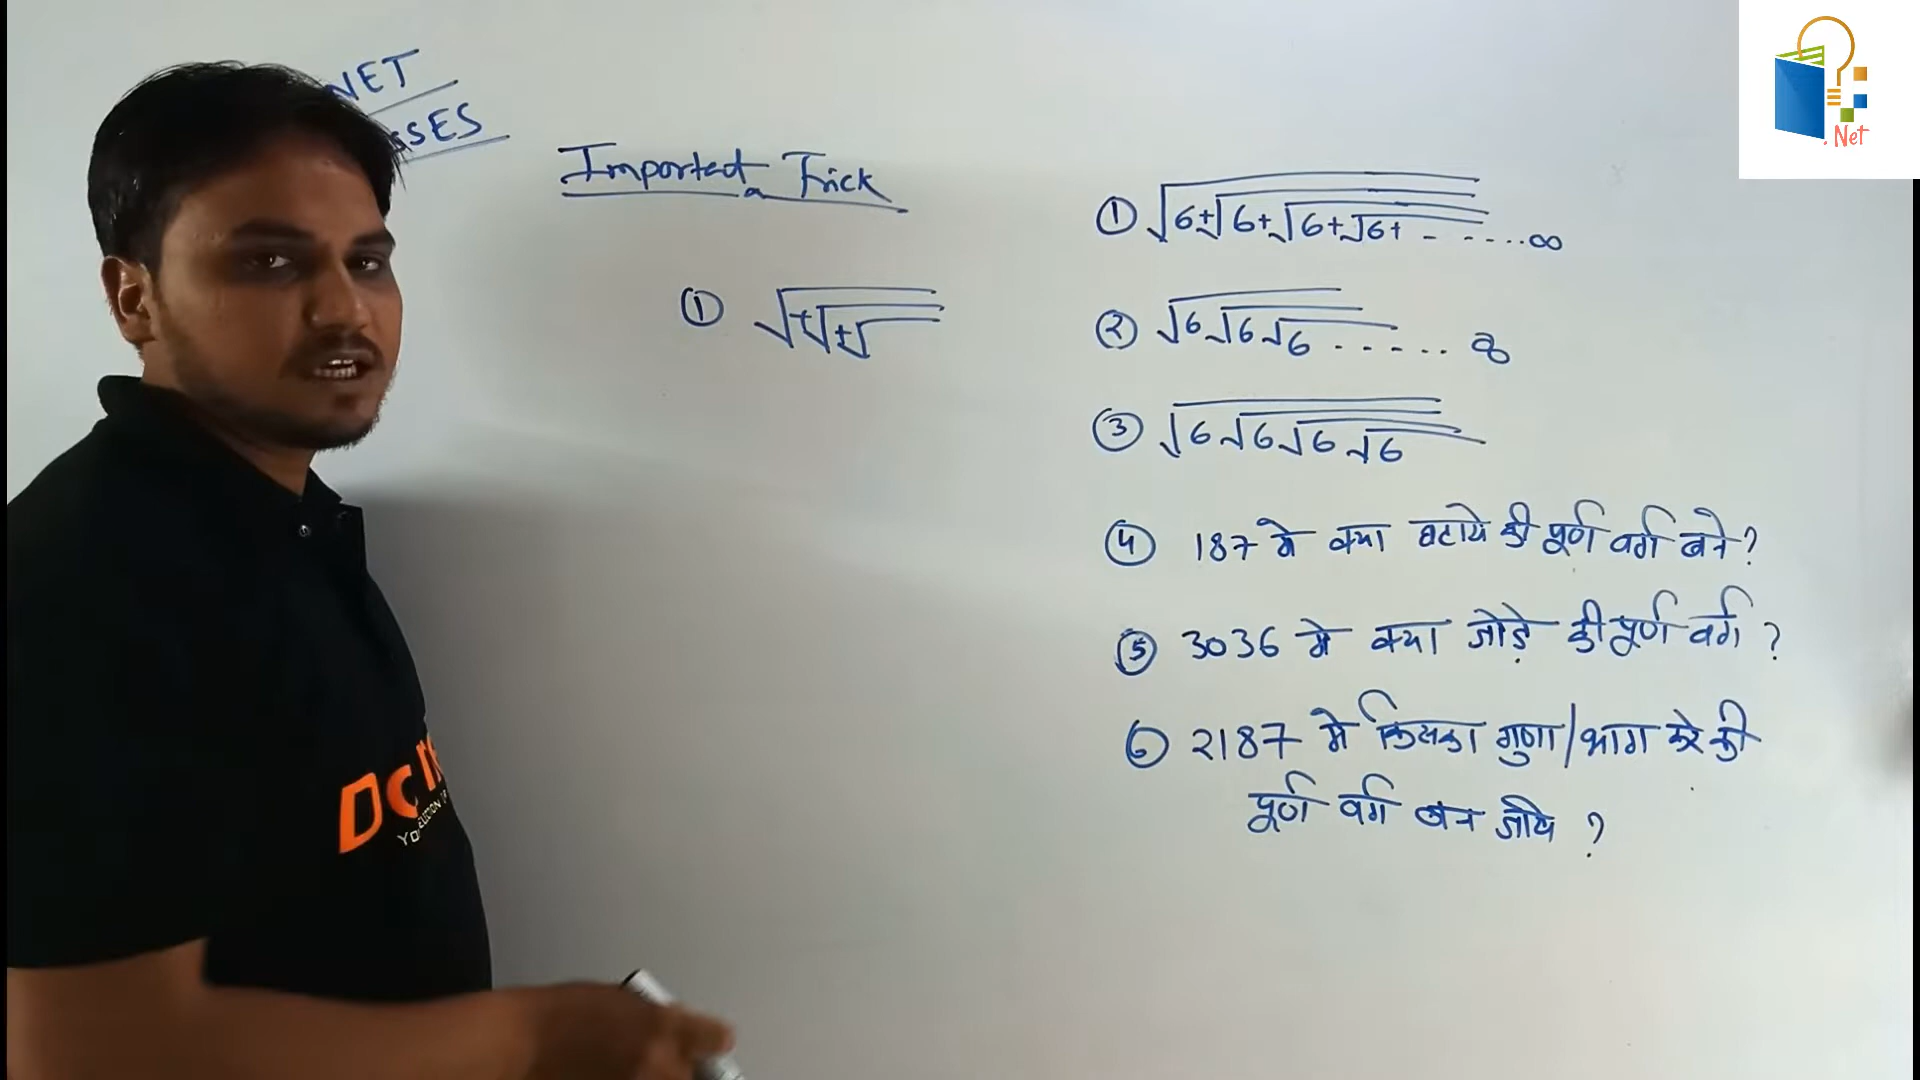 NET
SSES
Imported Trick
① √+√+√
① √6+√6+√6+√6+ - -....∞
② √6√6√6 ...... ∞
③ √6√6√6√6
④ 187 मे क्या घटाये की पूर्ण वर्ग बने?
⑤ 3036 मे क्या जोड़े की पूर्ण वर्ग ?
⑥ 2187 मे किसका गुणा/भाग करे की
पूर्ण वर्ग बन जाये ?
.Net